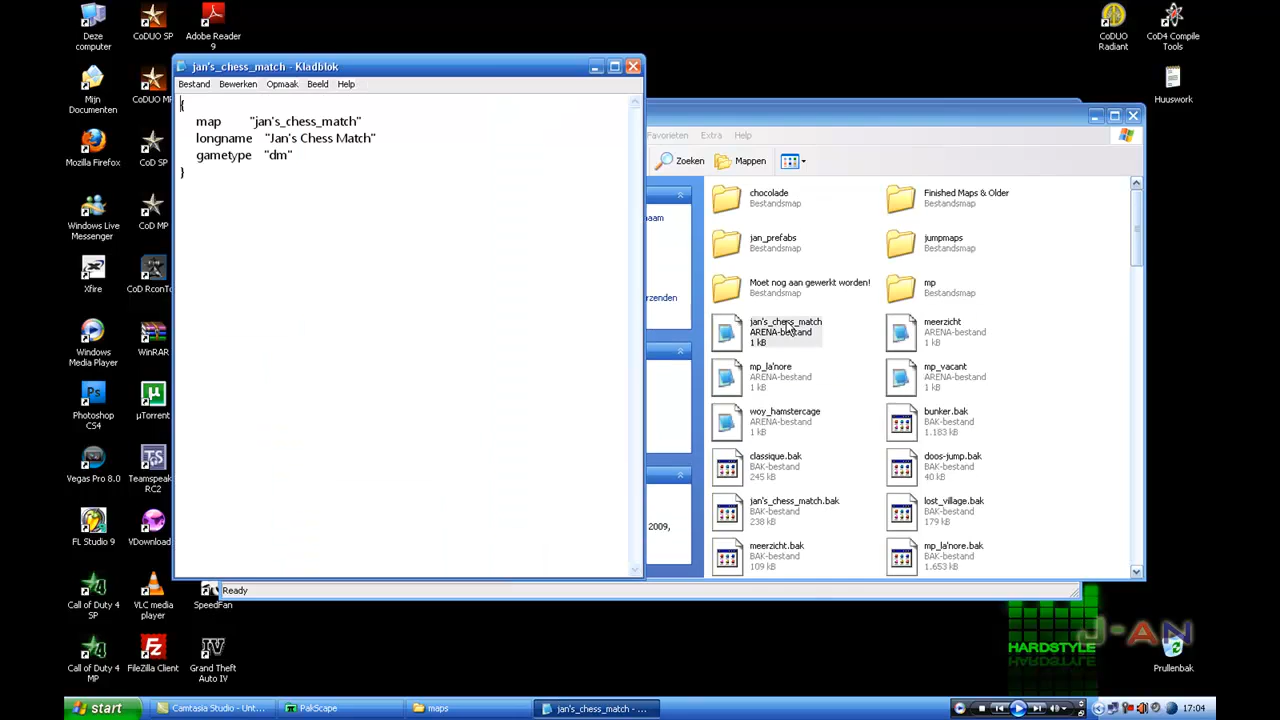 Deze computer
CoDUO SP
Adobe Reader 9
CoDUO Radiant
CoD4 Compile Tools
Mijn Documenten
CoDUO M
Huuswork
Mozilla Firefox
CoD SP
Windows Live Messenger
CoD MP
Xfire
CoD RconTo
Windows Media Player
WinRAR
Photoshop CS4
µTorrent
Vegas Pro 8.0
Teamspeak RC2
FL Studio 9
VDownload
Call of Duty 4 SP
VLC media player
SpeedFan
Call of Duty 4 MP
FileZilla Client
Grand Theft Auto IV
Prullenbak
jan's_chess_match - Kladblok
Bestand Bewerken Opmaak Beeld Help
{
map "jan's_chess_match"
longname "Jan's Chess Match"
gametype "dm"
}
Favorieten Extra Help
Zoeken Mappen
naam
erzenden
2009,
chocolade
Bestandsmap
Finished Maps & Older
Bestandsmap
jan_prefabs
Bestandsmap
jumpmaps
Bestandsmap
Moet nog aan gewerkt worden!
Bestandsmap
mp
Bestandsmap
jan's_chess_match
ARENA-bestand
1 kB
meerzicht
ARENA-bestand
1 kB
mp_la'nore
ARENA-bestand
1 kB
mp_vacant
ARENA-bestand
1 kB
woy_hamstercage
ARENA-bestand
1 kB
bunker.bak
BAK-bestand
1.183 kB
classique.bak
BAK-bestand
245 kB
doos-jump.bak
BAK-bestand
40 kB
jan's_chess_match.bak
BAK-bestand
238 kB
lost_village.bak
BAK-bestand
179 kB
meerzicht.bak
BAK-bestand
109 kB
mp_la'nore.bak
BAK-bestand
1.653 kB
Ready
J-AN
HARDSTYLE
start
Camtasia Studio - Unt...
PakScape
maps
jan's_chess_match - ...
17:04